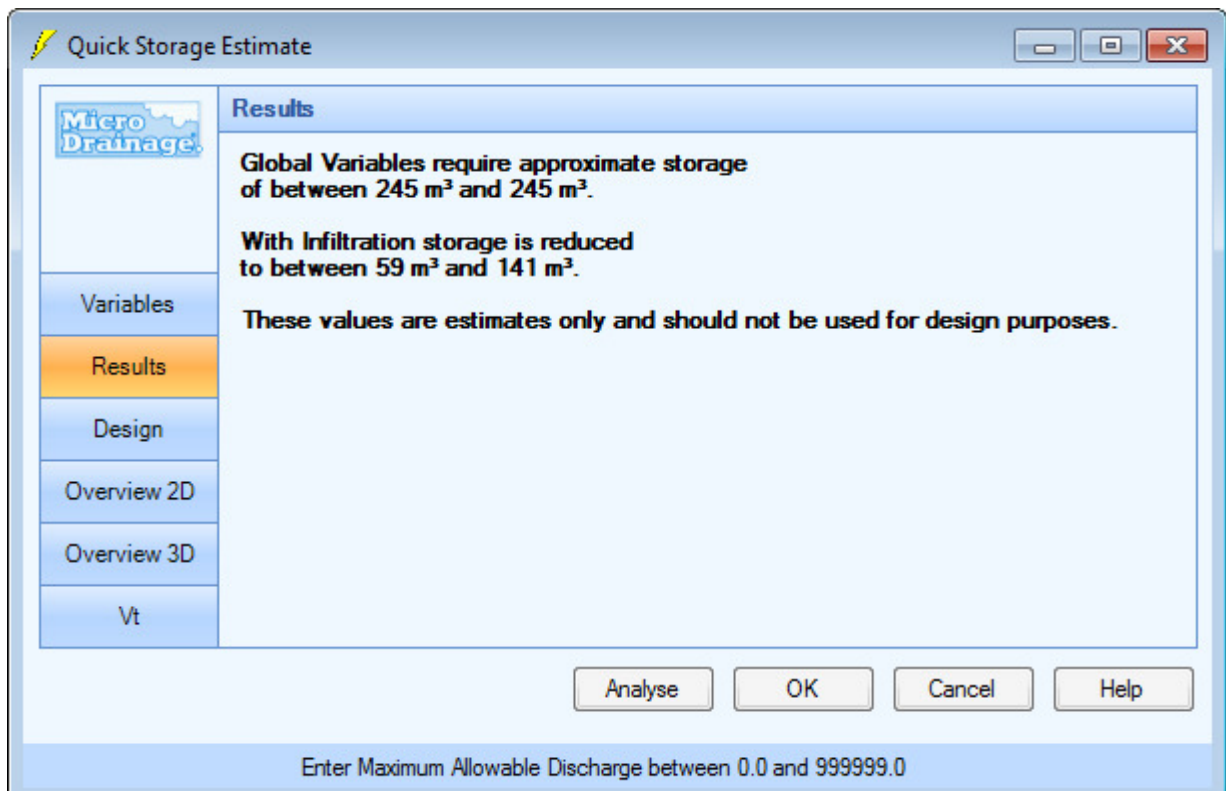 Quick Storage Estimate
Micro
Drainage.
Results
Global Variables require approximate storage
of between 245 m³ and 245 m³.
With Infiltration storage is reduced
to between 59 m³ and 141 m³.
These values are estimates only and should not be used for design purposes.
Variables
Results
Design
Overview 2D
Overview 3D
Vt
Analyse
OK
Cancel
Help
Enter Maximum Allowable Discharge between 0.0 and 999999.0